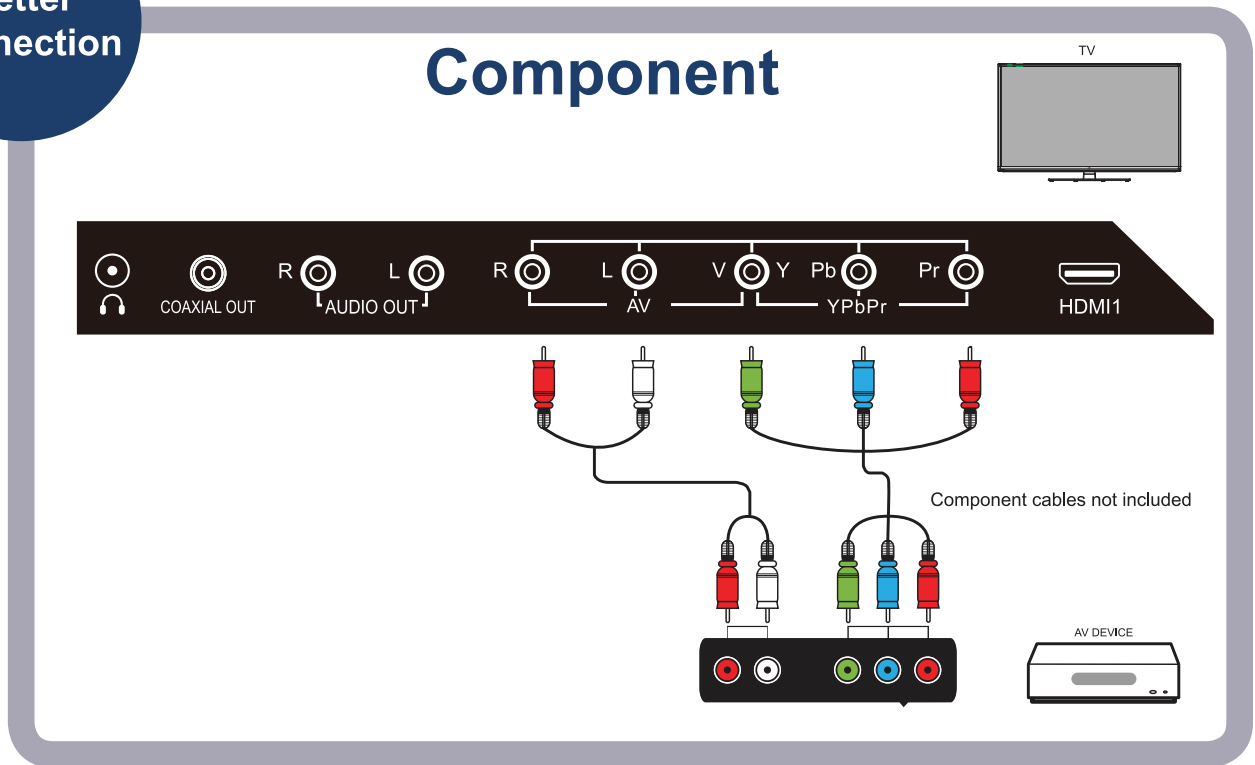 Component
TV
R L R L V Y Pb Pr
COAXIAL OUT AUDIO OUT AV YPbPr HDMI1
Component cables not included
AV DEVICE